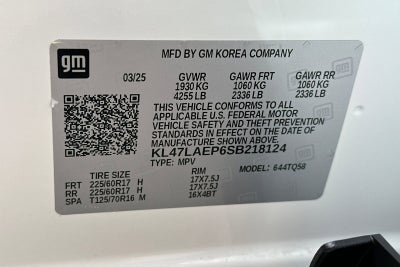 gm
MFD BY GM KOREA COMPANY
03/25 GVWR GAWR FRT GAWR RR
1930 KG 1060 KG 1060 KG
4255 LB 2336 LB 2336 LB
THIS VEHICLE CONFORMS TO ALL
APPLICABLE U.S. FEDERAL MOTOR
VEHICLE SAFETY AND THEFT PREVENTION
STANDARDS IN EFFECT ON THE DATE OF
MANUFACTURE SHOWN ABOVE.
KL47LAEP6SB218124
TYPE: MPV MODEL: 644TQ58
TIRE SIZE RIM
FRT 225/60R17 H 17X7.5J
RR 225/60R17 H 17X7.5J
SPA T125/70R16 M 16X4BT